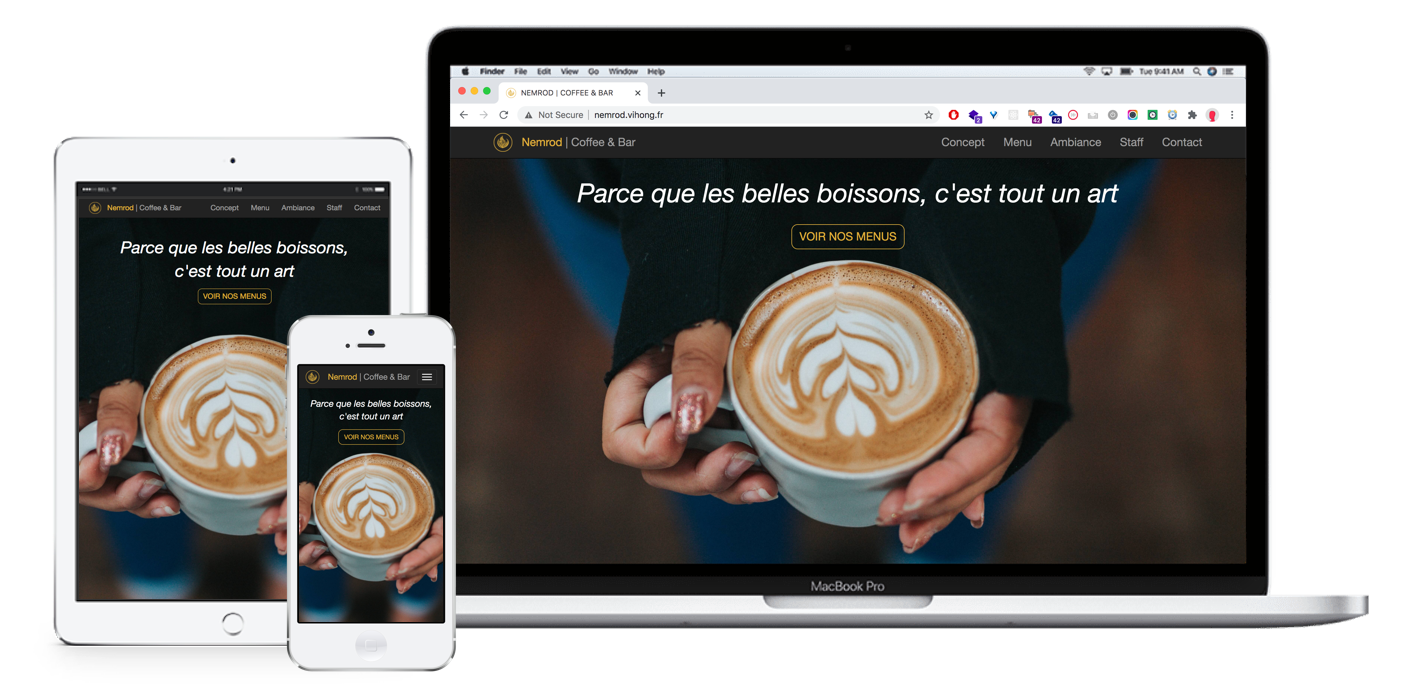 Finder File Edit View Go Window Help Tue 9:41 AM
NEMROD | COFFEE & BAR
Not Secure | nemrod.vihong.fr
2 42 42
Nemrod | Coffee & Bar Concept Menu Ambiance Staff Contact
Parce que les belles boissons, c'est tout un art
VOIR NOS MENUS
MacBook Pro
BELL 4:21 PM 100%
Nemrod | Coffee & Bar Concept Menu Ambiance Staff Contact
Parce que les belles boissons,
c'est tout un art
VOIR NOS MENUS
Nemrod | Coffee & Bar
Parce que les belles boissons,
c'est tout un art
VOIR NOS MENUS